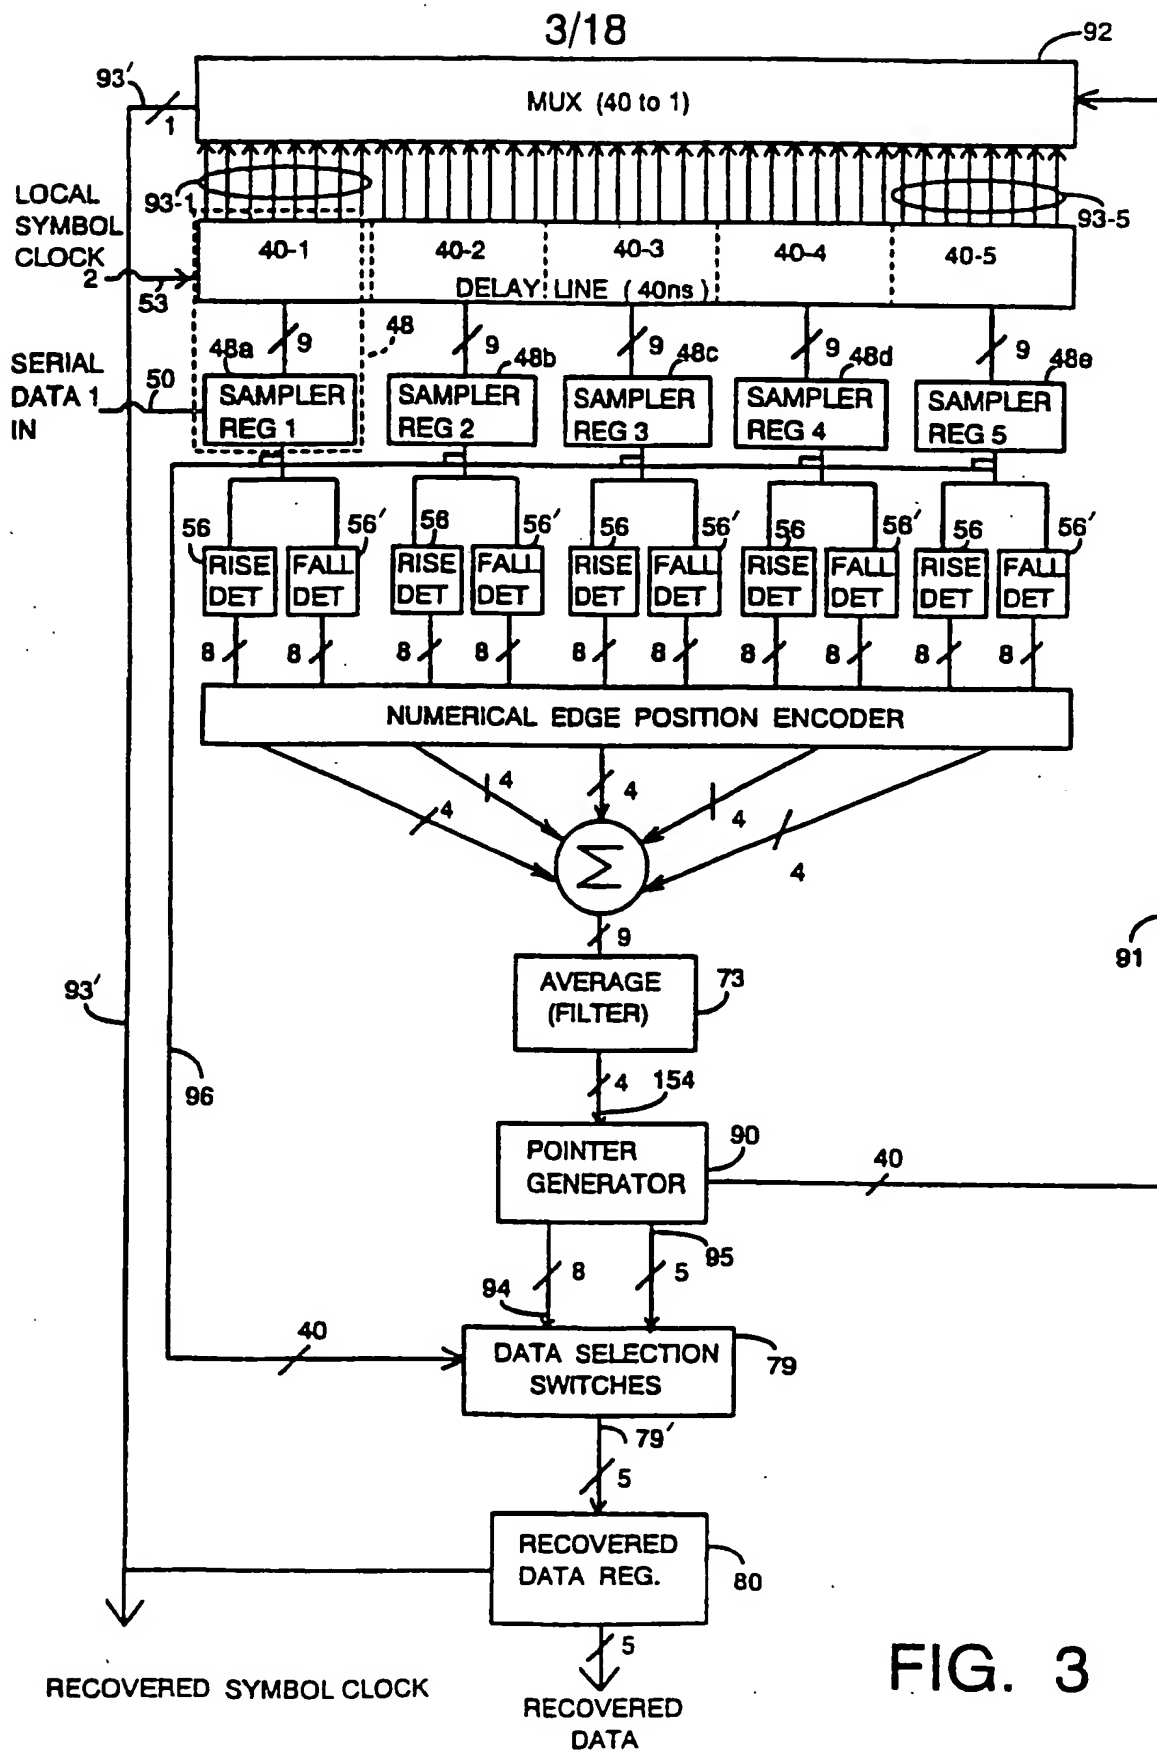 3/18
92
93′
1
MUX (40 to 1)
93-1
93-5
LOCAL
SYMBOL
CLOCK
2
53
40-1
40-2
40-3
40-4
40-5
DELAY LINE (40ns)
9
9
9
9
9
48
48a
48b
48c
48d
48e
SERIAL
DATA 1
IN
50
SAMPLER
REG 1
SAMPLER
REG 2
SAMPLER
REG 3
SAMPLER
REG 4
SAMPLER
REG 5
56
56′
56
56′
56
56′
56
56′
56
56′
RISE
DET
FALL
DET
RISE
DET
FALL
DET
RISE
DET
FALL
DET
RISE
DET
FALL
DET
RISE
DET
FALL
DET
8
8
8
8
8
8
8
8
8
8
NUMERICAL EDGE POSITION ENCODER
4
4
4
4
4
Σ
9
91
AVERAGE
(FILTER)
73
93′
96
4
154
POINTER
GENERATOR
90
40
95
8
5
94
40
DATA SELECTION
SWITCHES
79
79′
5
RECOVERED
DATA REG.
80
5
RECOVERED SYMBOL CLOCK
RECOVERED
DATA
FIG. 3